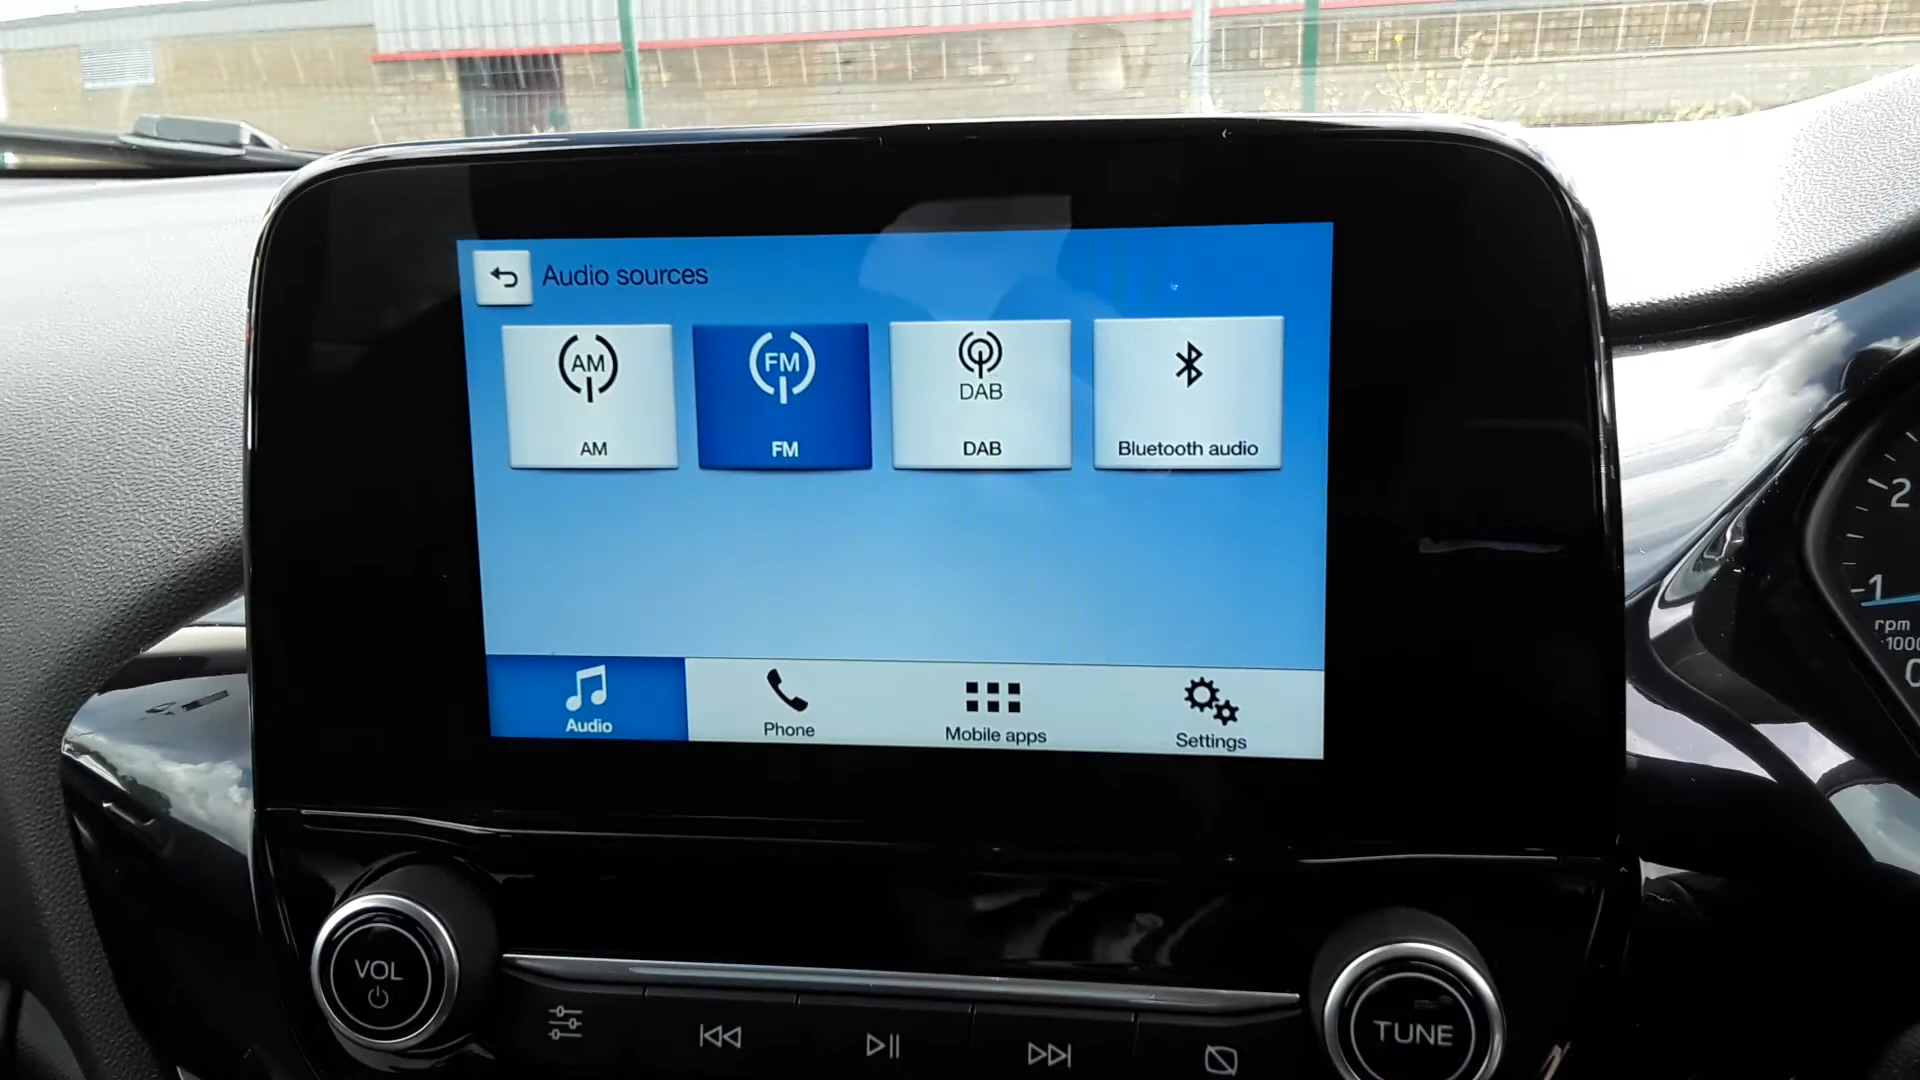 Audio sources
AM
FM
DAB
AM
FM
DAB
Bluetooth audio
Audio
Phone
Mobile apps
Settings
2
1
rpm
1000
0
VOL
TUNE